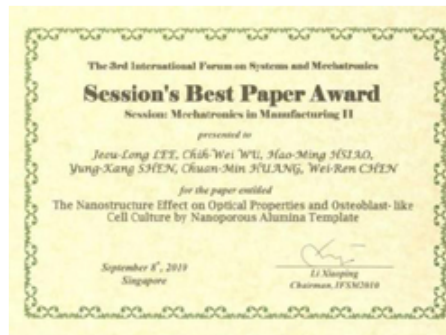 The 3rd International Forum on Systems and Mechatronics
Session's Best Paper Award
Session: Mechatronics in Manufacturing II
presented to
Jeou-Long LEE, Chih-Wei WU, Hao-Ming HSIAO,
Yung-Kang SHEN, Chuan-Min HUANG, Wei-Ren CHEN
for the paper entitled
The Nanostructure Effect on Optical Properties and Osteoblast-like
Cell Culture by Nanoporous Alumina Template
September 8", 2010
Singapore
Li Xiaoping
Chairman, IFSM2010